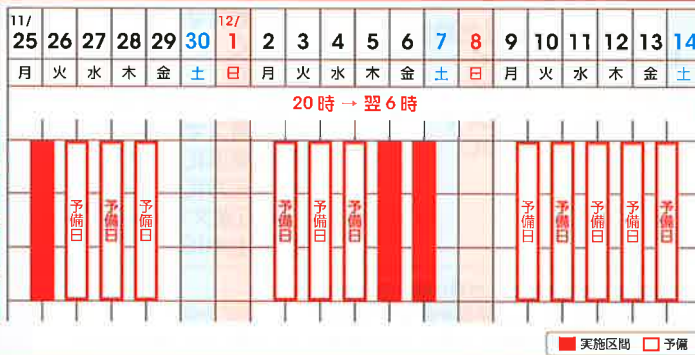 11/ 12/
25 26 27 28 29 30 1 2 3 4 5 6 7 8 9 10 11 12 13 14
月 火 水 木 金 土 日 月 火 水 木 金 土 日 月 火 水 木 金 土
20時→翌6時
予備日 予備日 予備日 予備日 予備日 予備日 予備日 予備日 予備日 予備日 予備日
実施区間 予備